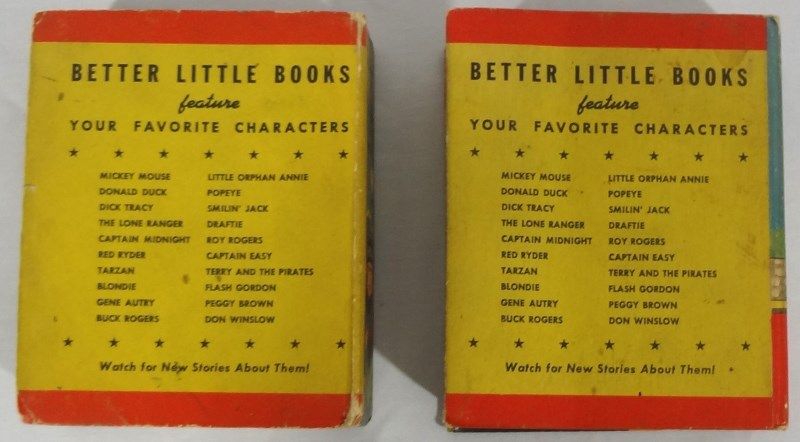 BETTER LITTLE BOOKS
feature
YOUR FAVORITE CHARACTERS
MICKEY MOUSE LITTLE ORPHAN ANNIE
DONALD DUCK POPEYE
DICK TRACY SMILIN' JACK
THE LONE RANGER DRAFTIE
CAPTAIN MIDNIGHT ROY ROGERS
RED RYDER CAPTAIN EASY
TARZAN TERRY AND THE PIRATES
BLONDIE FLASH GORDON
GENE AUTRY PEGGY BROWN
BUCK ROGERS DON WINSLOW
Watch for New Stories About Them!
BETTER LITTLE BOOKS
feature
YOUR FAVORITE CHARACTERS
MICKEY MOUSE LITTLE ORPHAN ANNIE
DONALD DUCK POPEYE
DICK TRACY SMILIN' JACK
THE LONE RANGER DRAFTIE
CAPTAIN MIDNIGHT ROY ROGERS
RED RYDER CAPTAIN EASY
TARZAN TERRY AND THE PIRATES
BLONDIE FLASH GORDON
GENE AUTRY PEGGY BROWN
BUCK ROGERS DON WINSLOW
Watch for New Stories About Them!